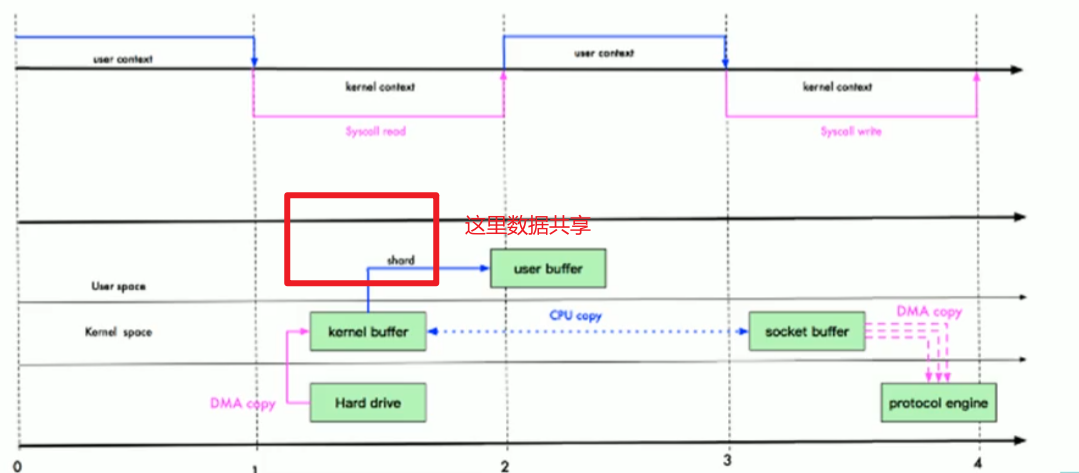 user context
user context
kernel context
kernel context
Syscall read
Syscall write
这里数据共享
shard
user buffer
User space
Kernel space
kernel buffer
CPU copy
socket buffer
DMA copy
DMA copy
Hard drive
protocol engine
0
1
2
3
4